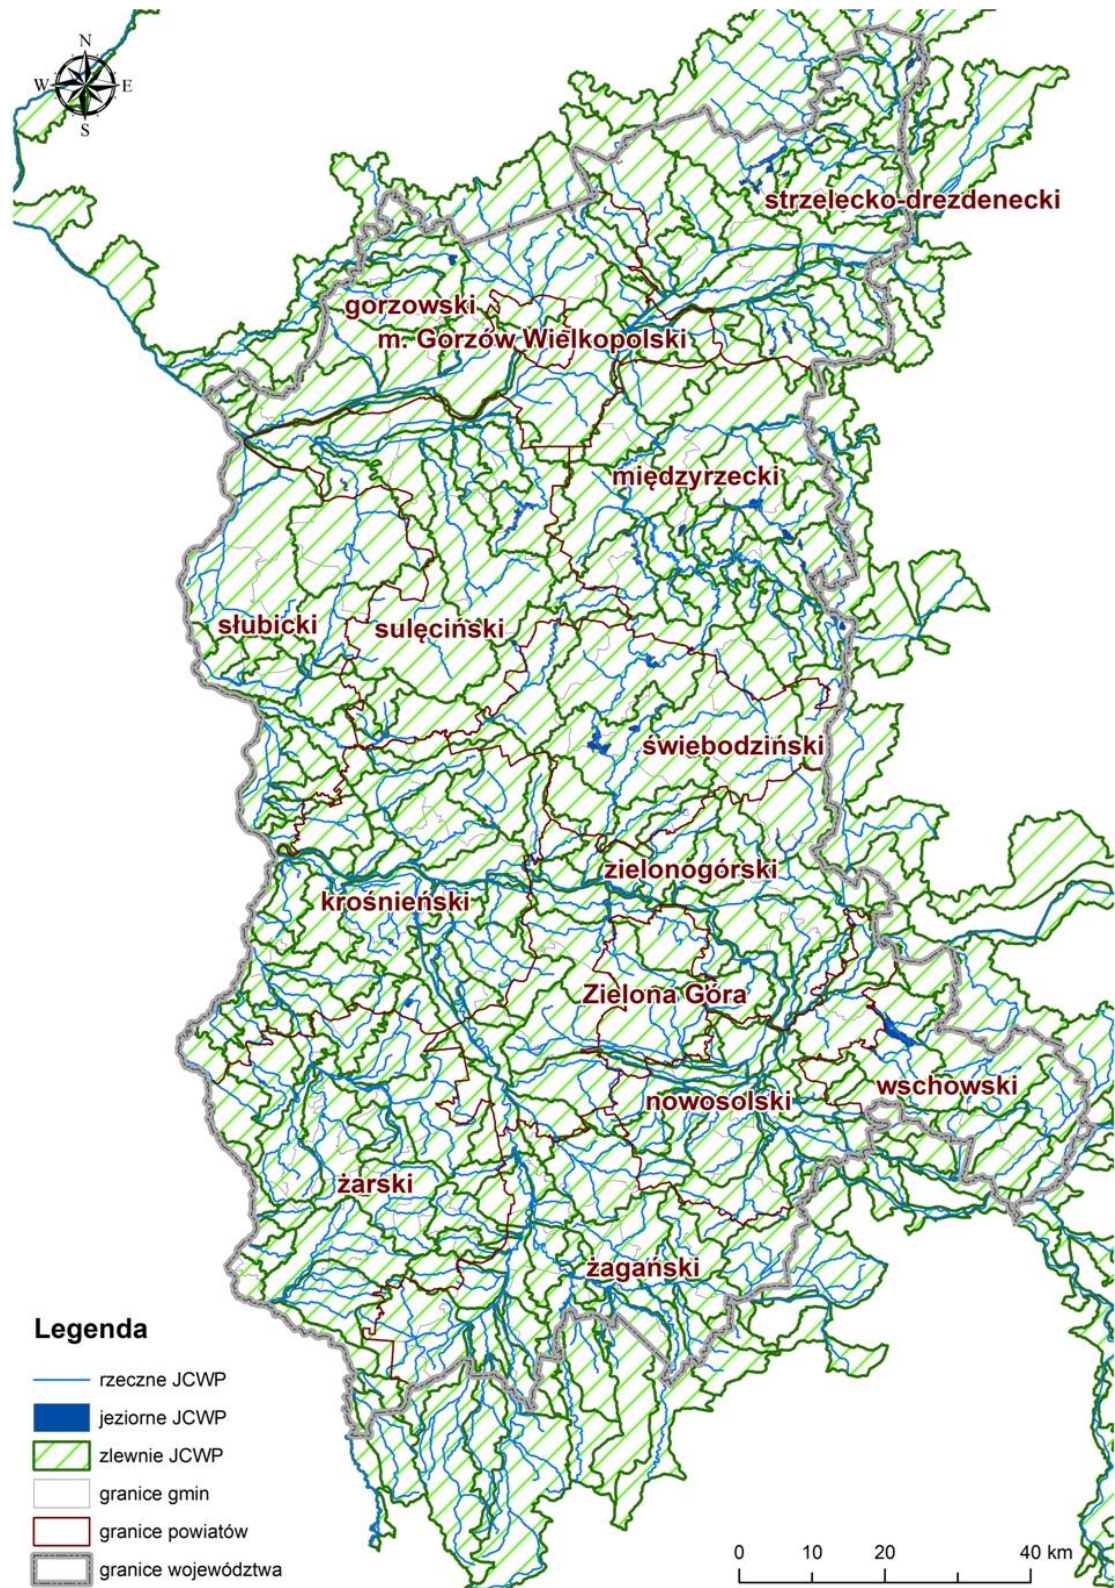 N
W E
S
strzelecko-drezdenecki
gorzowski
m. Gorzów Wielkopolski
międzyrzecki
słubicki
sulęciński
świebodziński
zielonogórski
krośnieński
Zielona Góra
wschowski
nowosolski
żarski
żagański
Legenda
rzeczne JCWP
jeziorne JCWP
zlewnie JCWP
granice gmin
granice powiatów
granice województwa
0 10 20 40 km